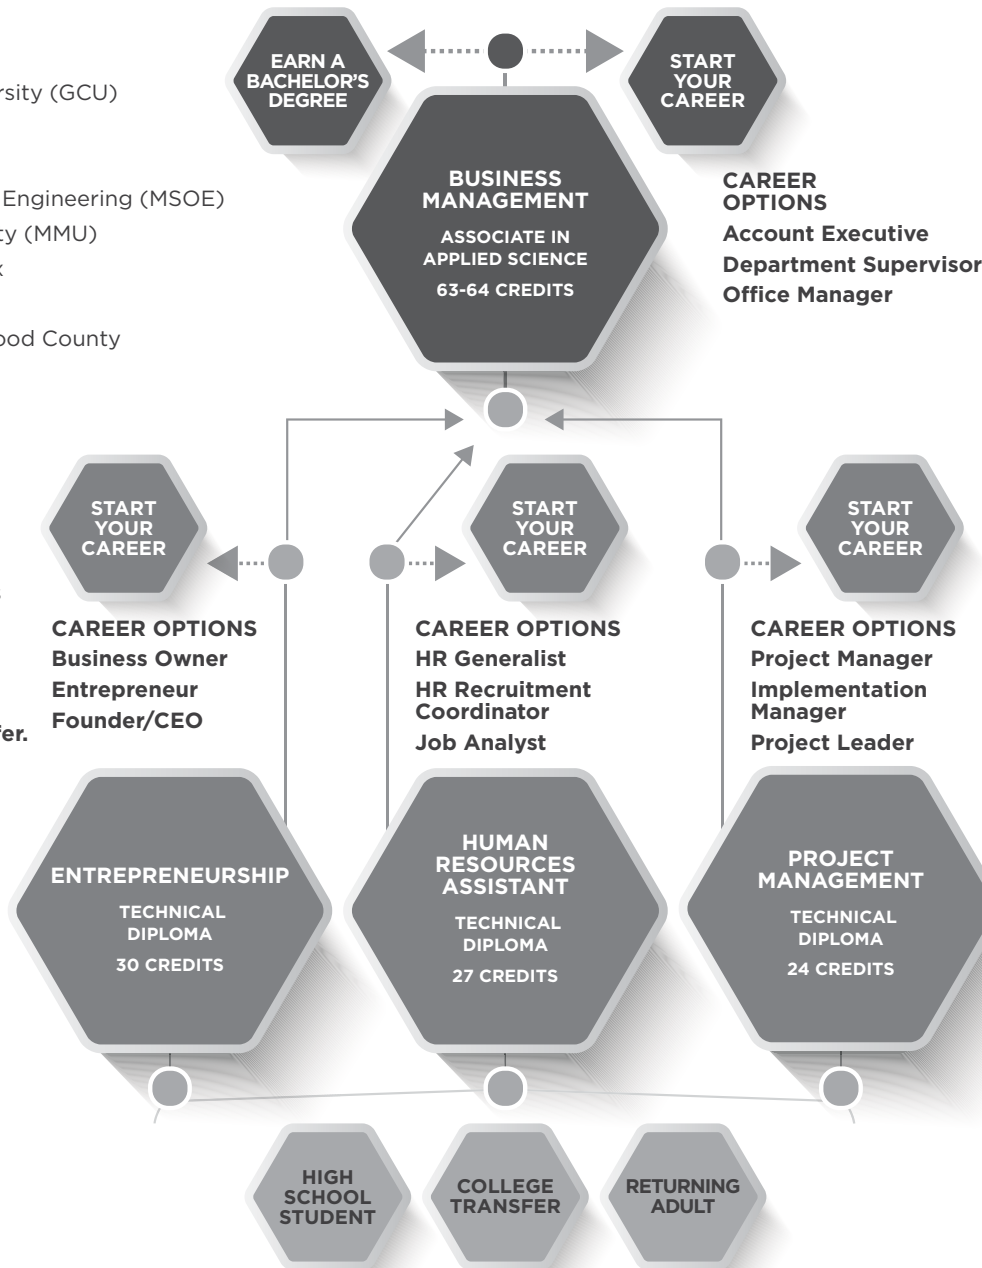 EARN A
BACHELOR'S
DEGREE
START
YOUR
CAREER
(GCU)
Engineering (MSOE)
(MMU)
County
BUSINESS
MANAGEMENT
ASSOCIATE IN
APPLIED SCIENCE
63-64 CREDITS
CAREER
OPTIONS
Account Executive
Department Supervisor
Office Manager
START
YOUR
CAREER
CAREER OPTIONS
Business Owner
Entrepreneur
Founder/CEO
START
YOUR
CAREER
CAREER OPTIONS
HR Generalist
HR Recruitment
Coordinator
Job Analyst
START
YOUR
CAREER
CAREER OPTIONS
Project Manager
Implementation
Manager
Project Leader
ENTREPRENEURSHIP
TECHNICAL
DIPLOMA
30 CREDITS
HUMAN
RESOURCES
ASSISTANT
TECHNICAL
DIPLOMA
27 CREDITS
PROJECT
MANAGEMENT
TECHNICAL
DIPLOMA
24 CREDITS
HIGH
SCHOOL
STUDENT
COLLEGE
TRANSFER
RETURNING
ADULT